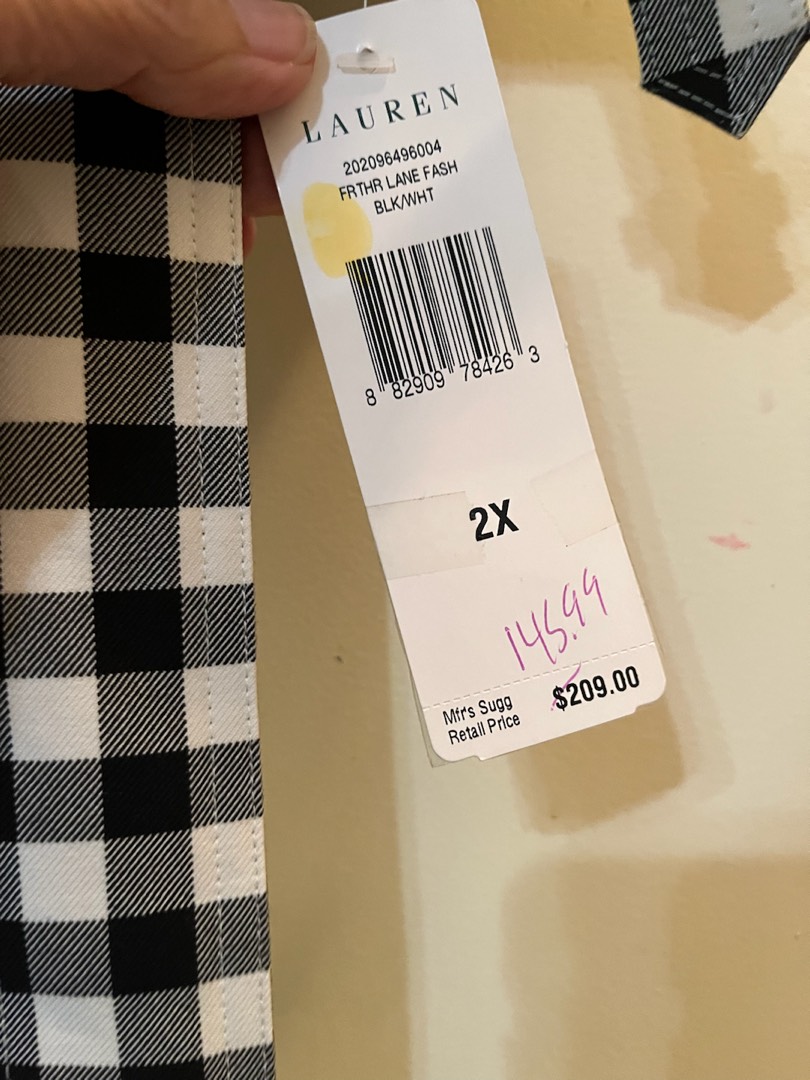 LAUREN
202096496004
FRTHR LANE FASH
BLK/WHT
8 82909 78426 3
2X
145.99
Mfr's Sugg
Retail Price $209.00